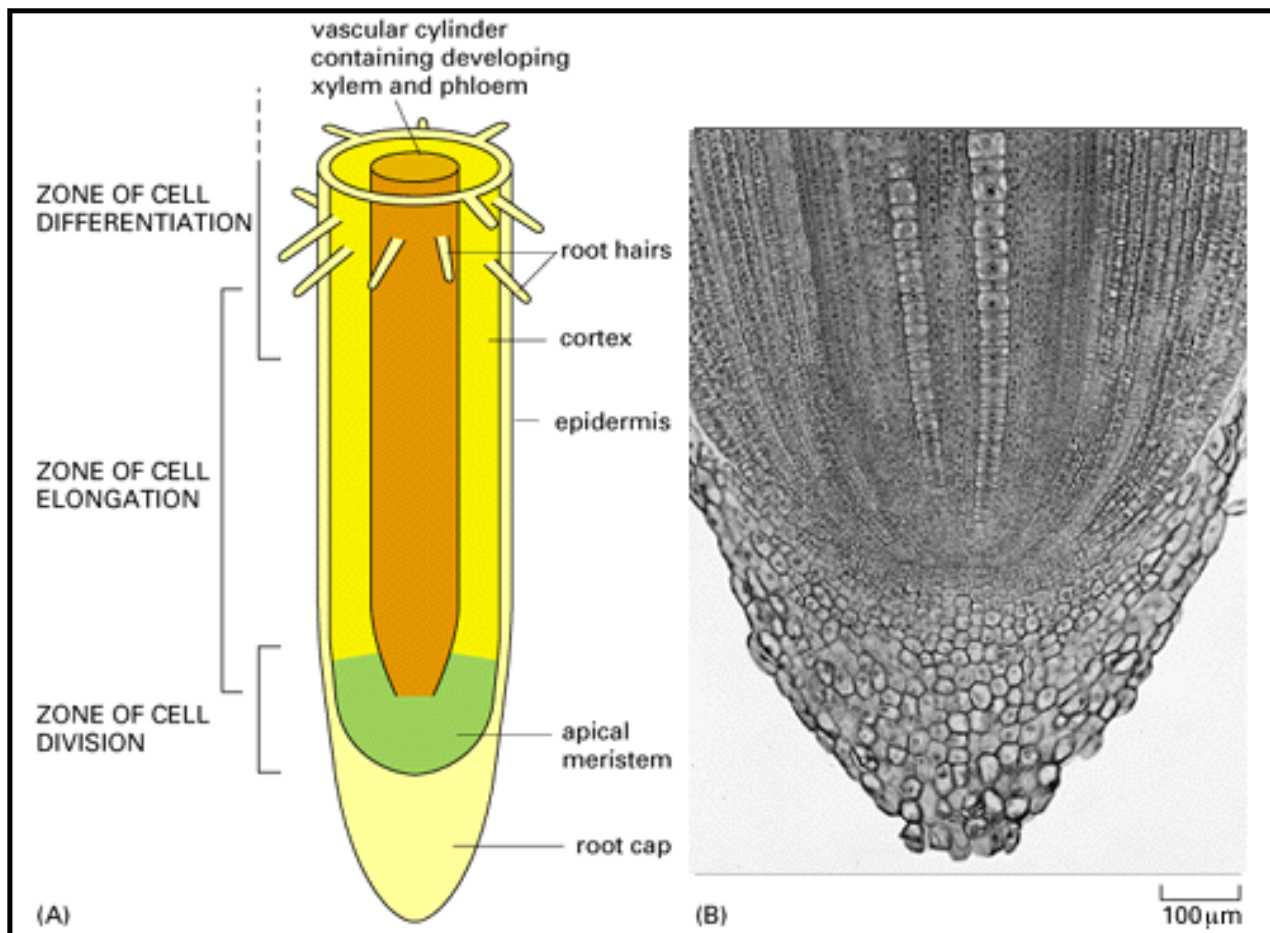 vascular cylinder
containing developing
xylem and phloem
ZONE OF CELL
DIFFERENTIATION
root hairs
cortex
epidermis
ZONE OF CELL
ELONGATION
ZONE OF CELL
DIVISION
apical
meristem
root cap
(A)
(B)
100 µm